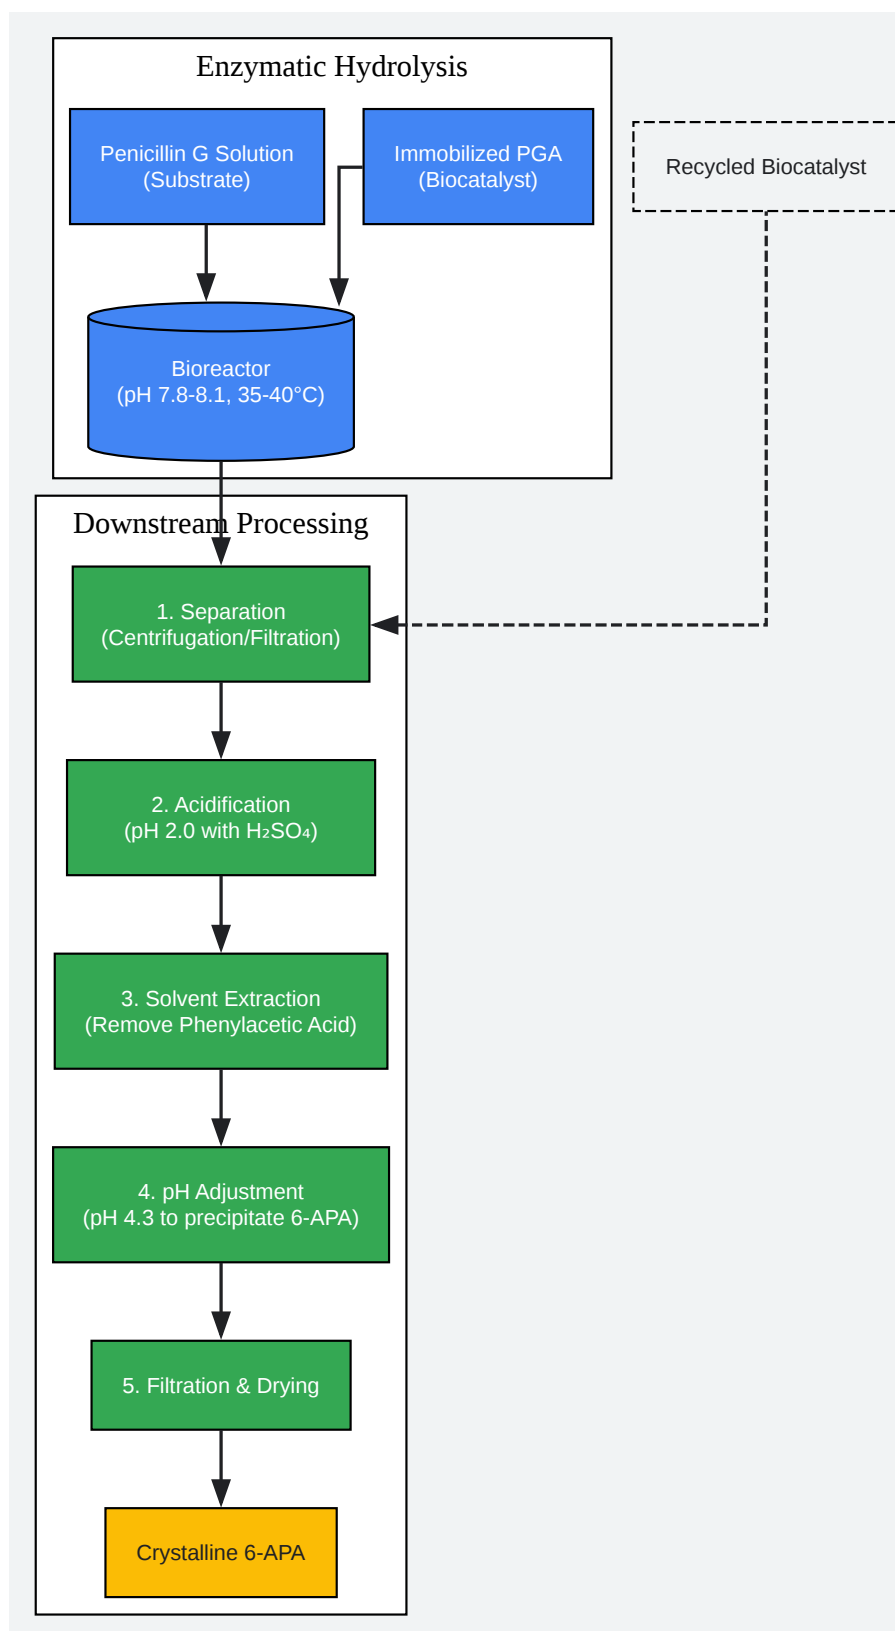 Enzymatic Hydrolysis
Penicillin G Solution
(Substrate)
Immobilized PGA
(Biocatalyst)
Recycled Biocatalyst
Bioreactor
(pH 7.8-8.1, 35-40°C)
Downstream Processing
1. Separation
(Centrifugation/Filtration)
2. Acidification
(pH 2.0 with H₂SO₄)
3. Solvent Extraction
(Remove Phenylacetic Acid)
4. pH Adjustment
(pH 4.3 to precipitate 6-APA)
5. Filtration & Drying
Crystalline 6-APA